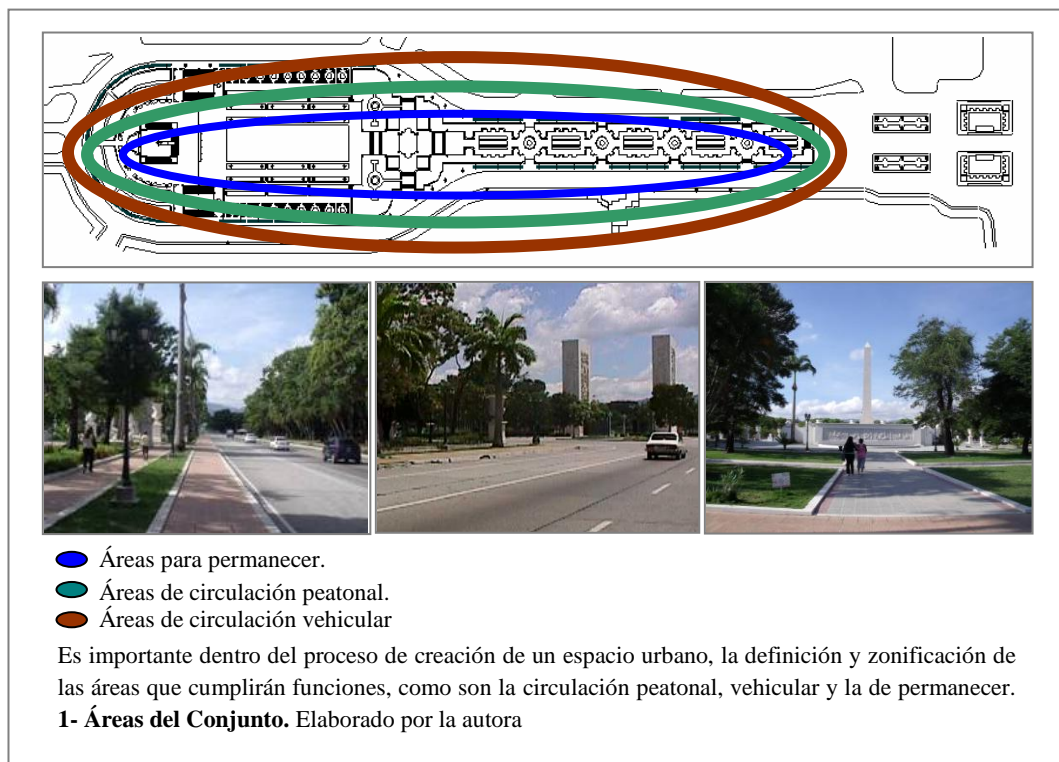 Áreas para permanecer.
Áreas de circulación peatonal.
Áreas de circulación vehicular
Es importante dentro del proceso de creación de un espacio urbano, la definición y zonificación de
las áreas que cumplirán funciones, como son la circulación peatonal, vehicular y la de permanecer.
1- Áreas del Conjunto. Elaborado por la autora